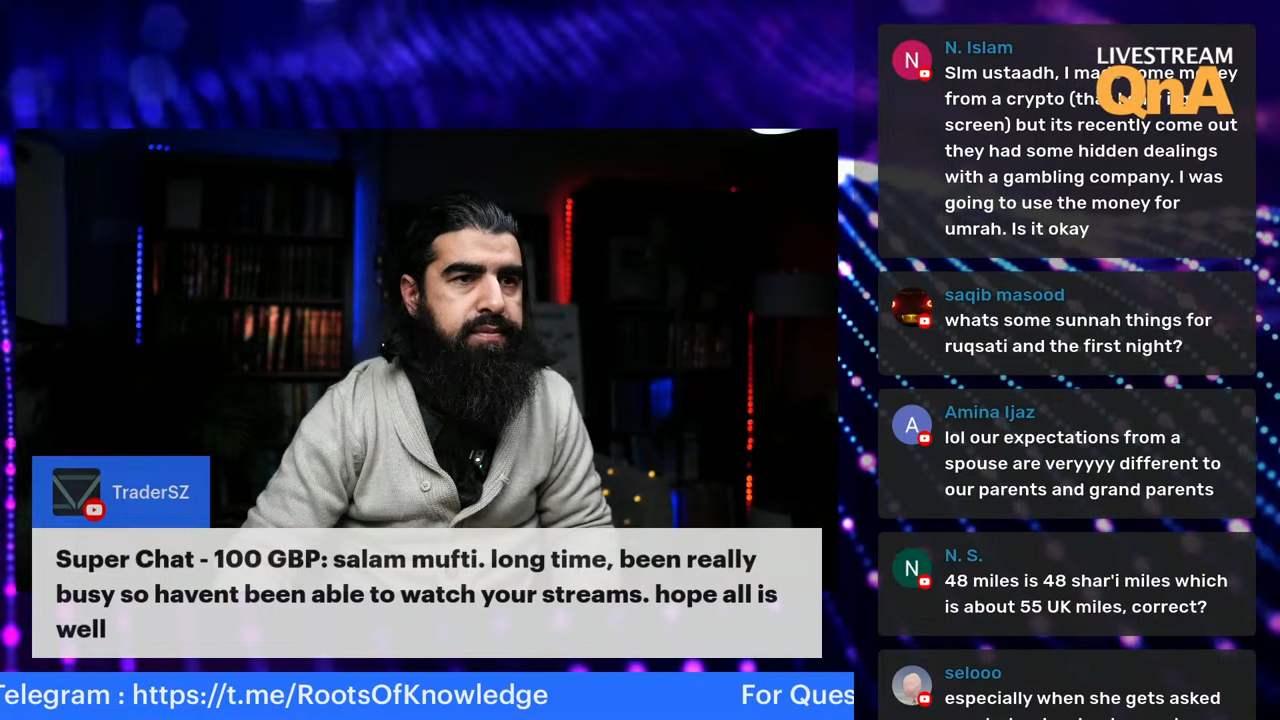 TraderSZ
Super Chat - 100 GBP: salam mufti. long time, been really
busy so havent been able to watch your streams. hope all is
well
Telegram : https://t.me/RootsOfKnowledge
For Ques
LIVESTREAM
QnA
N
N. Islam
Slm ustaadh, I
from a crypto
screen) but its recently come out
they had some hidden dealings
with a gambling company. I was
going to use the money for
umrah. Is it okay
saqib masood
whats some sunnah things for
ruqsati and the first night?
A
Amina Ijaz
lol our expectations from a
spouse are veryyyy different to
our parents and grand parents
N
N. S.
48 miles is 48 shar'i miles which
is about 55 UK miles, correct?
selooo
especially when she gets asked